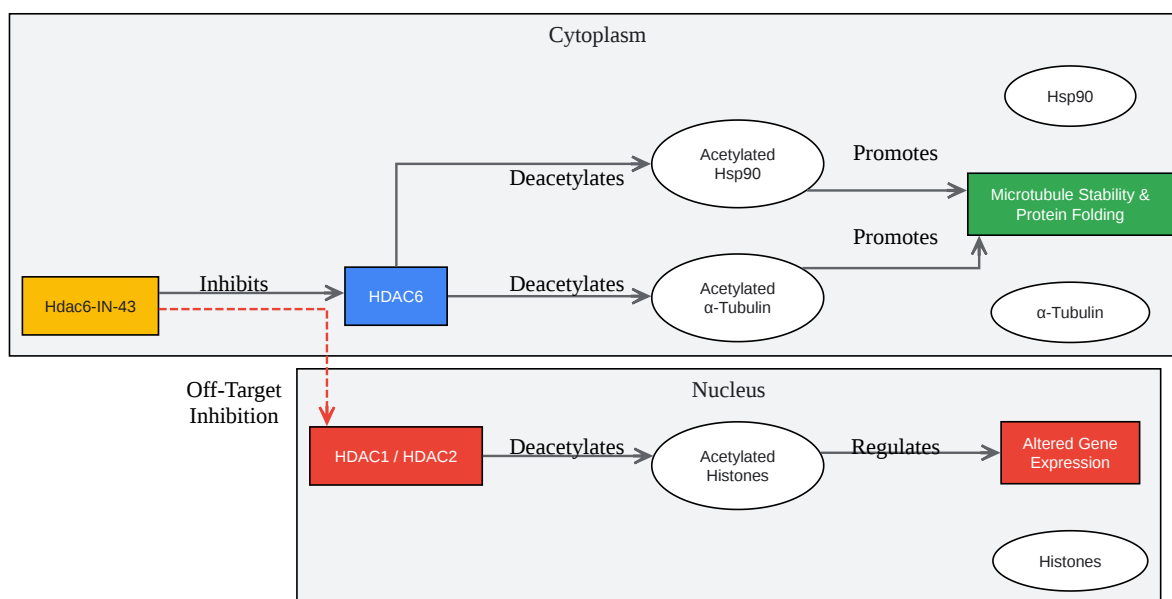 Cytoplasm
Hsp90
Acetylated
Hsp90
Promotes
Deacetylates
Microtubule Stability &
Protein Folding
Promotes
Inhibits
HDAC6
Deacetylates
Acetylated
α-Tubulin
Hdac6-IN-43
α-Tubulin
Off-Target
Inhibition
Nucleus
HDAC1 / HDAC2
Deacetylates
Acetylated
Histones
Regulates
Altered Gene
Expression
Histones